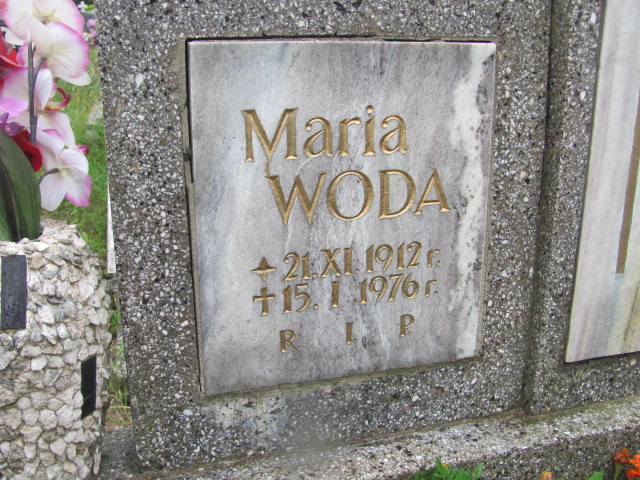 Maria
WODA
21. XI. 1912 r.
† 15. I 1976 r.
R. I. P.